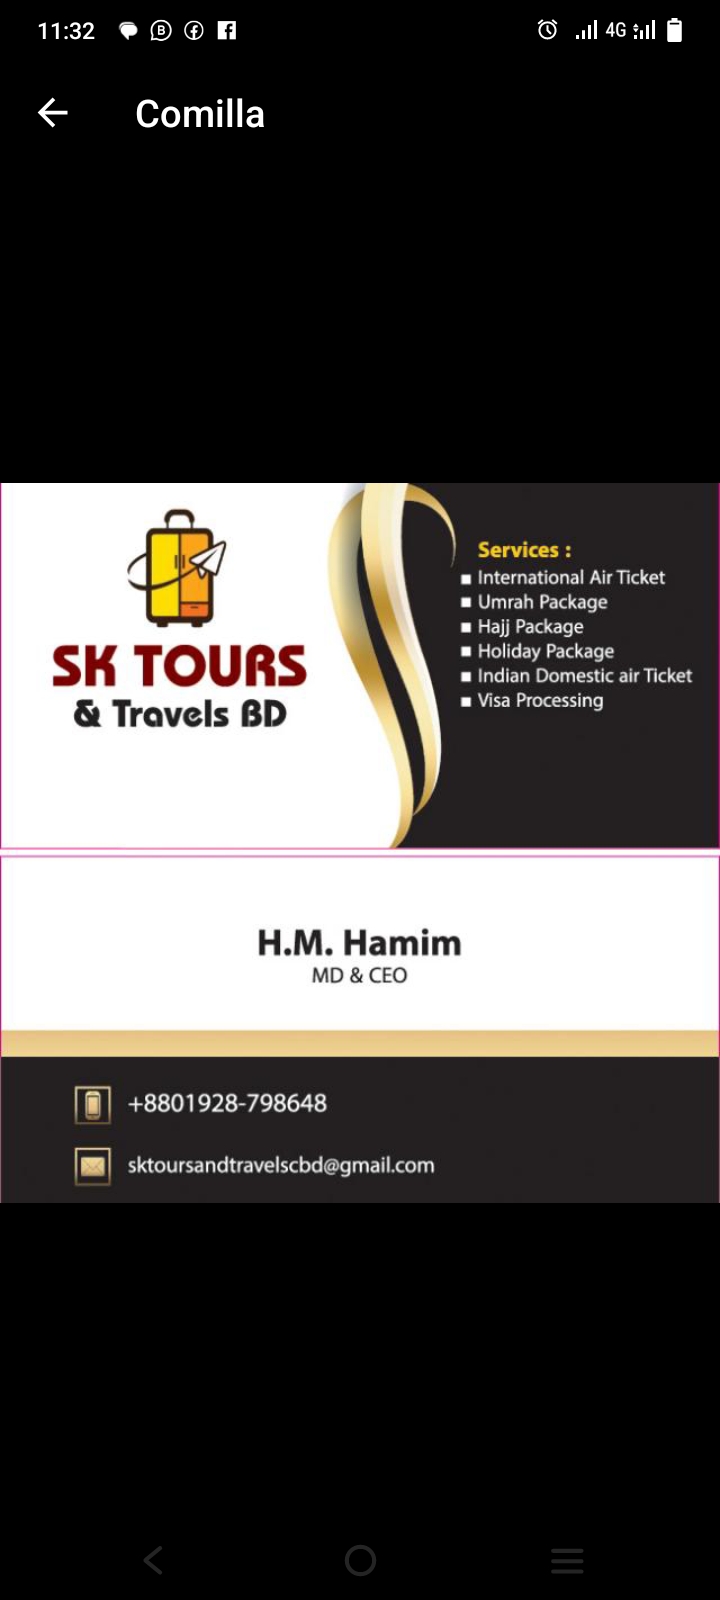 11:32
4G
Comilla
SK TOURS
& Travels BD
Services :
International Air Ticket
Umrah Package
Hajj Package
Holiday Package
Indian Domestic air Ticket
Visa Processing
H.M. Hamim
MD & CEO
+8801928-798648
sktoursandtravelscbd@gmail.com